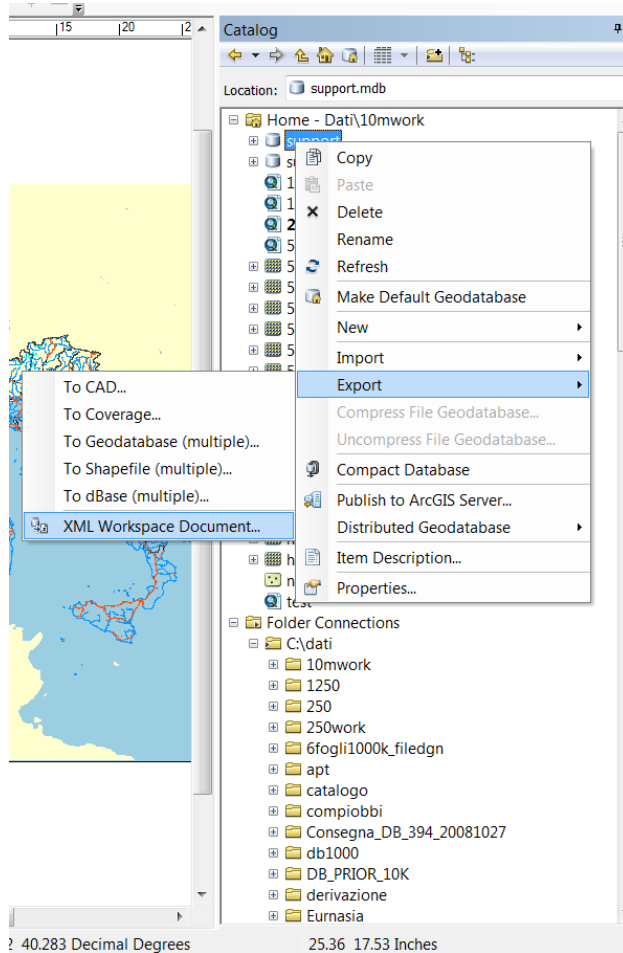 15 20 2
Catalog
Location: support.mdb
Home - Dati\10mwork
support
Copy
Paste
Delete
Rename
Refresh
Make Default Geodatabase
New
Import
Export
Compress File Geodatabase...
Uncompress File Geodatabase...
Compact Database
Publish to ArcGIS Server...
Distributed Geodatabase
Item Description...
Properties...
To CAD...
To Coverage...
To Geodatabase (multiple)...
To Shapefile (multiple)...
To dBase (multiple)...
XML Workspace Document...
test
Folder Connections
C:\dati
10mwork
1250
250
250work
6fogli1000k_filedgn
apt
catalogo
compiobbi
Consegna_DB_394_20081027
db1000
DB_PRIOR_10K
derivazione
Eurnasia
2 40.283 Decimal Degrees 25.36 17.53 Inches